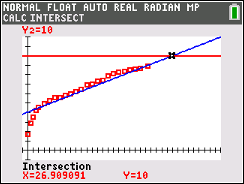 NORMAL FLOAT AUTO REAL RADIAN MP
CALC INTERSECT
Y2=10
Intersection
X=26.909091 Y=10